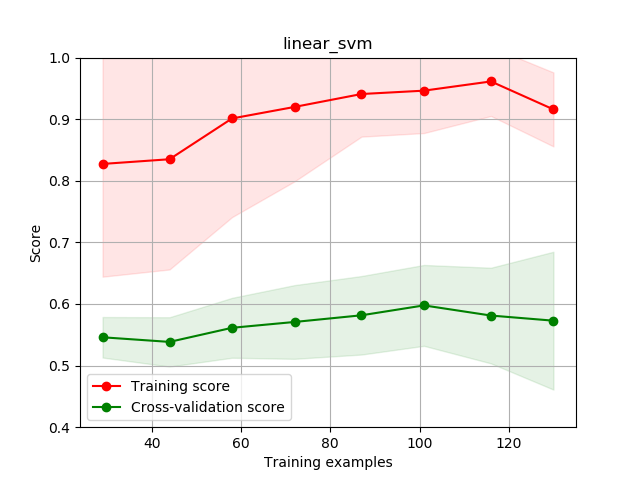 linear_svm
1.0
0.9
0.8
0.7
0.6
0.5
0.4
Score
Training score
Cross-validation score
40 60 80 100 120
Training examples